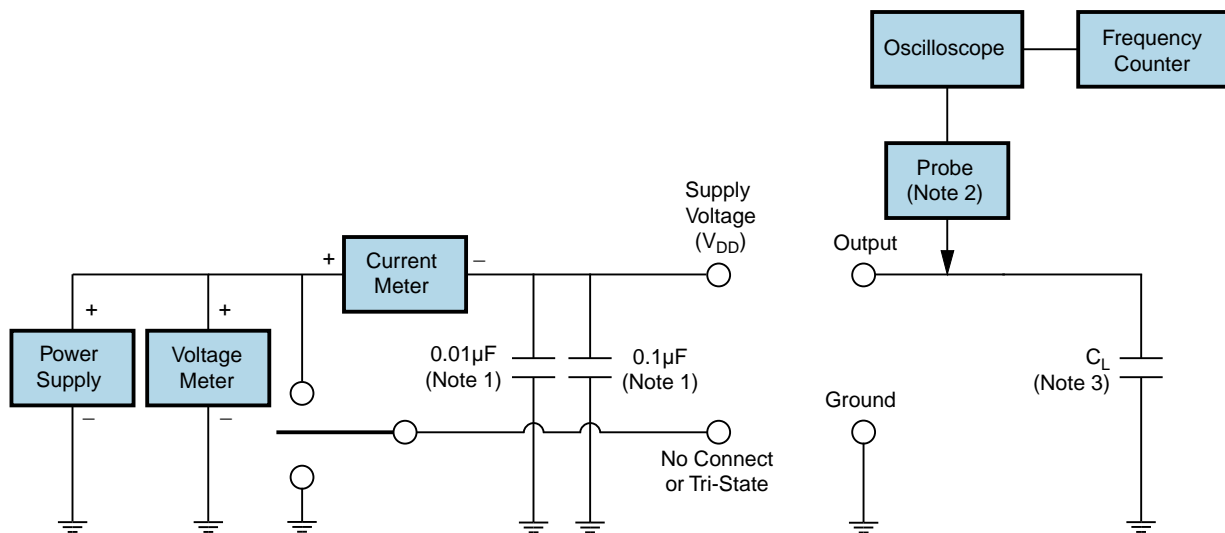 Oscilloscope
Frequency
Counter
Probe
(Note 2)
Supply
Voltage
(V_DD)
Output
+
Current
Meter
–
+
Power
Supply
–
+
Voltage
Meter
–
0.01µF
(Note 1)
0.1µF
(Note 1)
C_L
(Note 3)
Ground
No Connect
or Tri-State